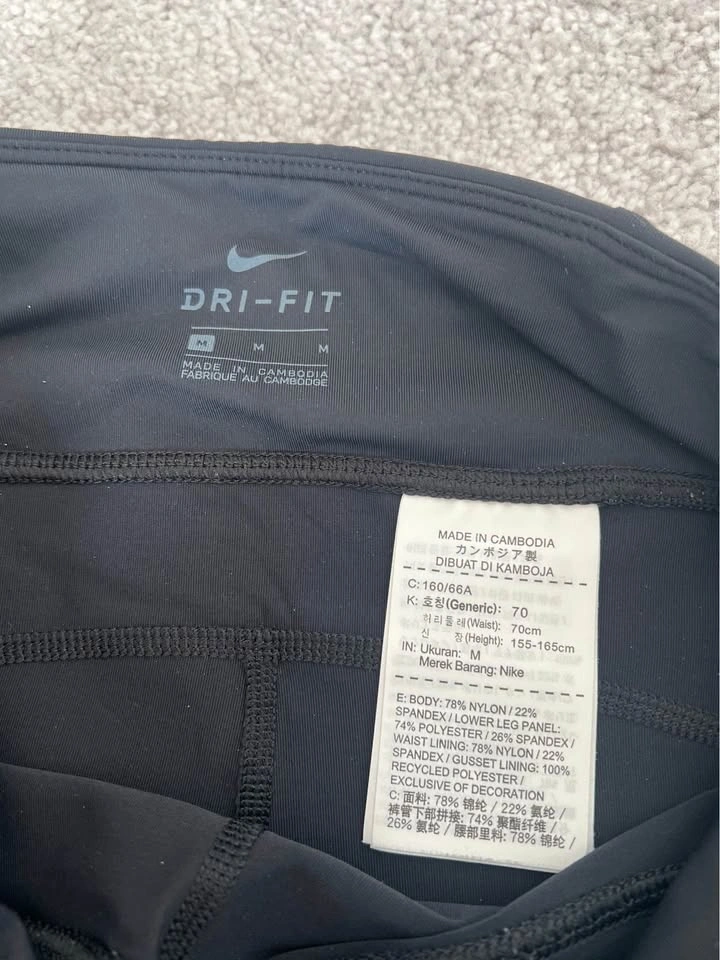 DRI-FIT
M M M
MADE IN CAMBODIA
FABRIQUE AU CAMBODGE
MADE IN CAMBODIA
カンボジア製
DIBUAT DI KAMBOJA
C: 160/66A
K: 호칭(Generic): 70
허리둘레(Waist): 70cm
신 장(Height): 155-165cm
IN: Ukuran: M
Merek Barang: Nike
E: BODY: 78% NYLON / 22%
SPANDEX / LOWER LEG PANEL:
74% POLYESTER / 26% SPANDEX /
WAIST LINING: 78% NYLON / 22%
SPANDEX / GUSSET LINING: 100%
RECYCLED POLYESTER /
EXCLUSIVE OF DECORATION
C: 面料: 78% 锦纶 / 22% 氨纶 /
裤管下部拼接: 74% 聚酯纤维 /
26% 氨纶 / 腰部里料: 78% 锦纶 /